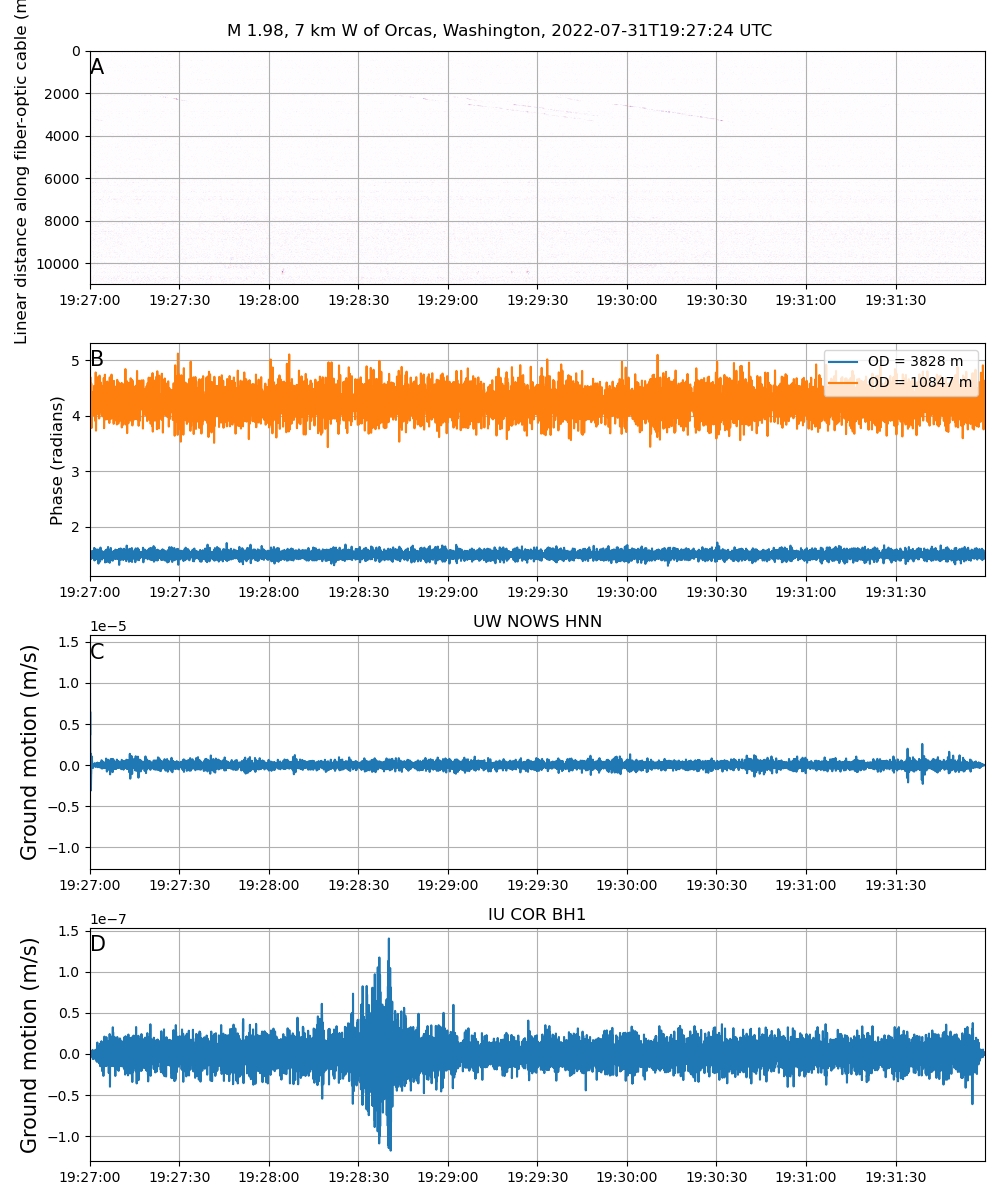 M 1.98, 7 km W of Orcas, Washington, 2022-07-31T19:27:24 UTC
Linear distance along fiber-optic cable (m
A
0
2000
4000
6000
8000
10000
19:27:00 19:27:30 19:28:00 19:28:30 19:29:00 19:29:30 19:30:00 19:30:30 19:31:00 19:31:30
Phase (radians)
B
5
4
3
2
OD = 3828 m
OD = 10847 m
19:27:00 19:27:30 19:28:00 19:28:30 19:29:00 19:29:30 19:30:00 19:30:30 19:31:00 19:31:30
UW NOWS HNN
1e−5
Ground motion (m/s)
C
1.5
1.0
0.5
0.0
−0.5
−1.0
19:27:00 19:27:30 19:28:00 19:28:30 19:29:00 19:29:30 19:30:00 19:30:30 19:31:00 19:31:30
IU COR BH1
1e−7
Ground motion (m/s)
D
1.5
1.0
0.5
0.0
−0.5
−1.0
19:27:00 19:27:30 19:28:00 19:28:30 19:29:00 19:29:30 19:30:00 19:30:30 19:31:00 19:31:30